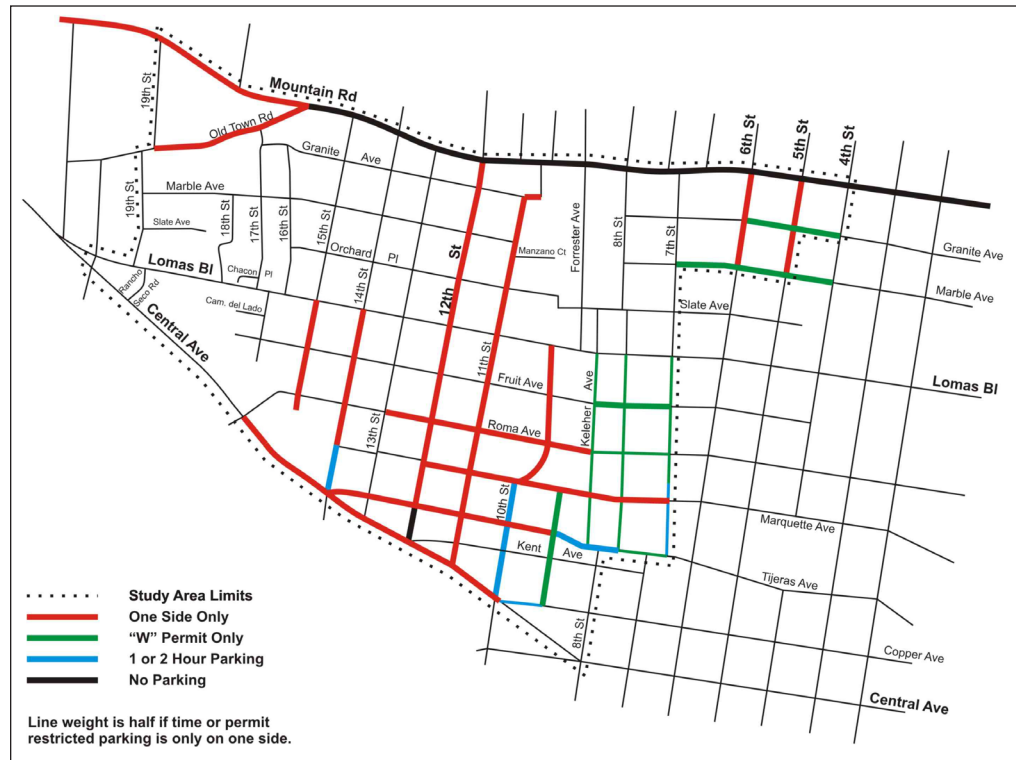 Mountain Rd
19th St
Old Town Rd
Granite Ave
6th St
5th St
4th St
Marble Ave
19th St
Slate Ave
18th St
17th St
16th St
15th St
Orchard Pl
12th St
Manzano Ct
Forrester Ave
8th St
7th St
Granite Ave
Marble Ave
Lomas Bl
Chacon Pl
Rancho
Seco Rd
Cam. del Lado
14th St
Slate Ave
Central Ave
11th St
Fruit Ave
Keleher Ave
Lomas Bl
13th St
Roma Ave
10th St
Marquette Ave
Kent Ave
Tijeras Ave
8th St
Copper Ave
Central Ave
Study Area Limits
One Side Only
“W” Permit Only
1 or 2 Hour Parking
No Parking
Line weight is half if time or permit
restricted parking is only on one side.